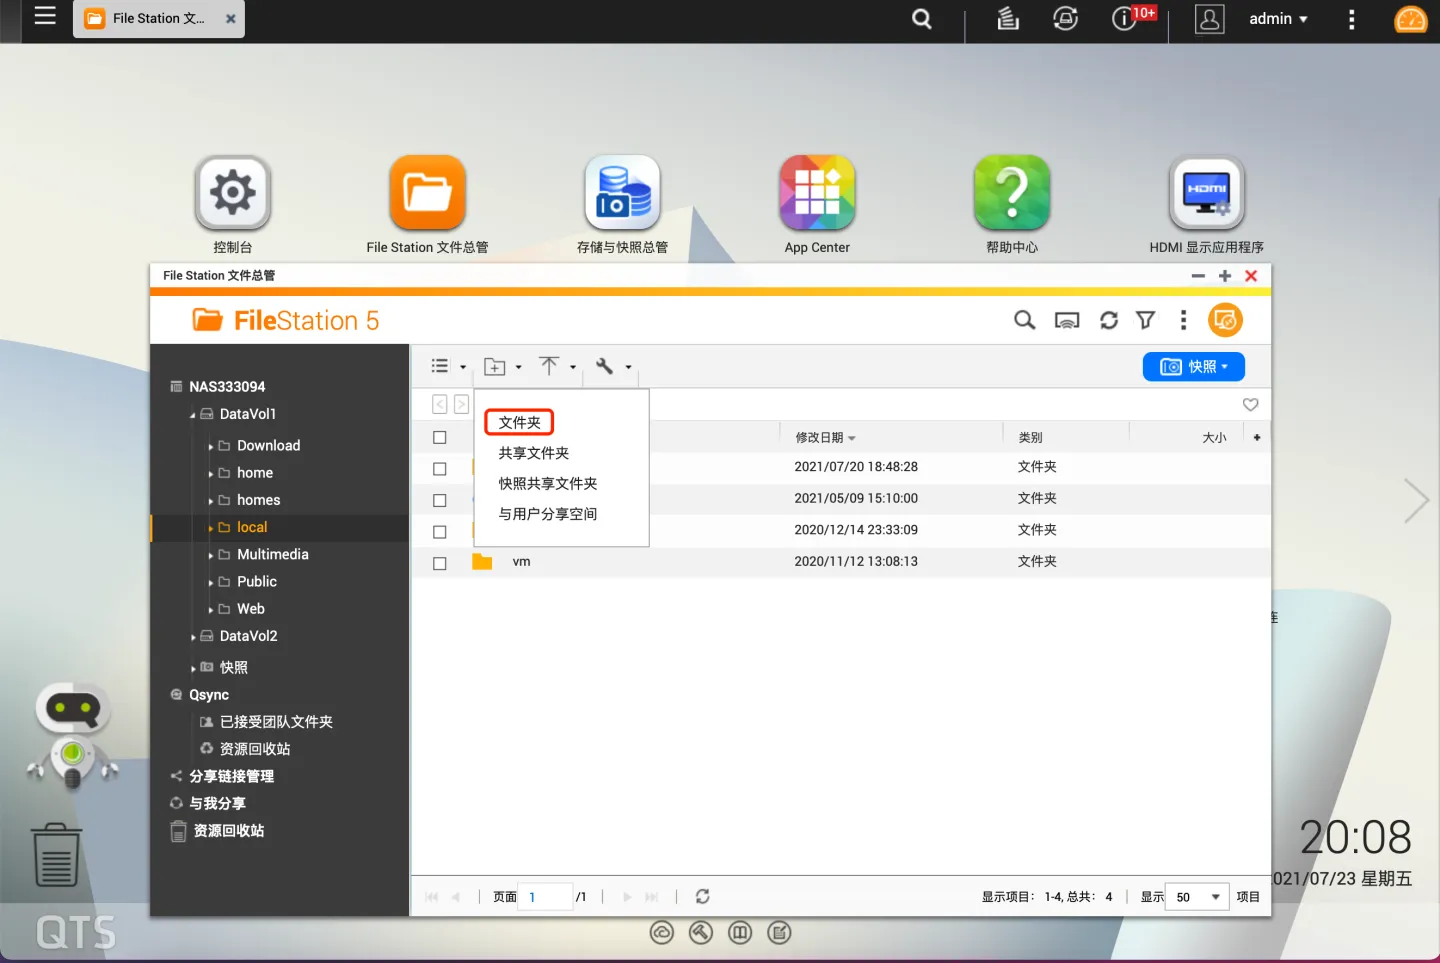 File Station 文...
10+
admin
控制台
File Station 文件总管
存储与快照总管
App Center
帮助中心
HDMI
HDMI 显示应用程序
File Station 文件总管
FileStation 5
NAS333094
DataVol1
Download
home
homes
local
Multimedia
Public
Web
DataVol2
快照
Qsync
已接受团队文件夹
资源回收站
分享链接管理
与我分享
资源回收站
快照
文件夹
共享文件夹
快照共享文件夹
与用户分享空间
修改日期 类别 大小
2021/07/20 18:48:28 文件夹
2021/05/09 15:10:00 文件夹
2020/12/14 23:33:09 文件夹
vm 2020/11/12 13:08:13 文件夹
页面 1 /1
显示项目: 1-4, 总共: 4
显示 50 项目
20:08
021/07/23 星期五
QTS